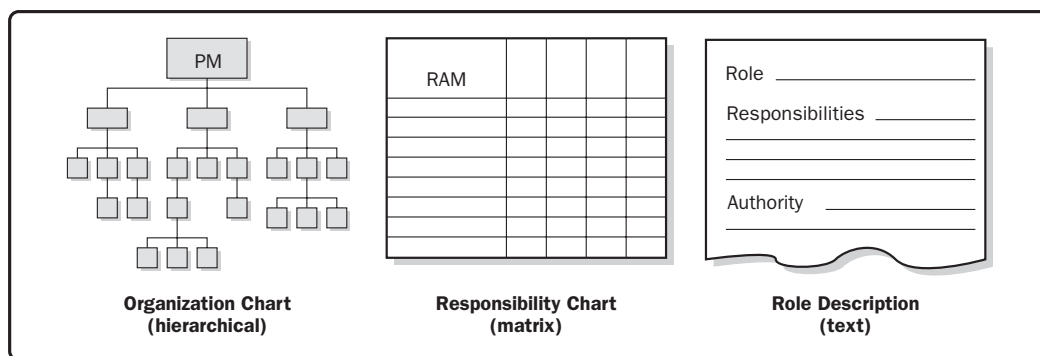 PM
RAM
Role
Responsibilities
Authority
Organization Chart
(hierarchical)
Responsibility Chart
(matrix)
Role Description
(text)